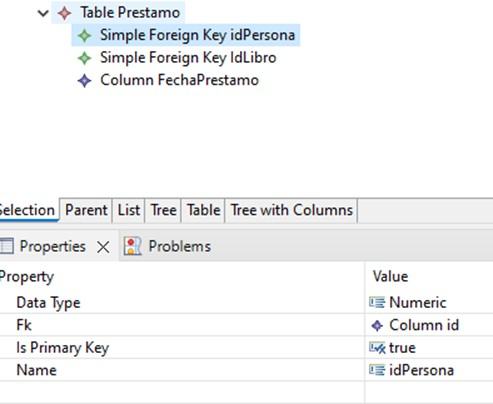 Table Prestamo
Simple Foreign Key idPersona
Simple Foreign Key IdLibro
Column FechaPrestamo
Selection Parent List Tree Table Tree with Columns
Properties Problems
Property Value
Data Type Numeric
Fk Column id
Is Primary Key true
Name idPersona